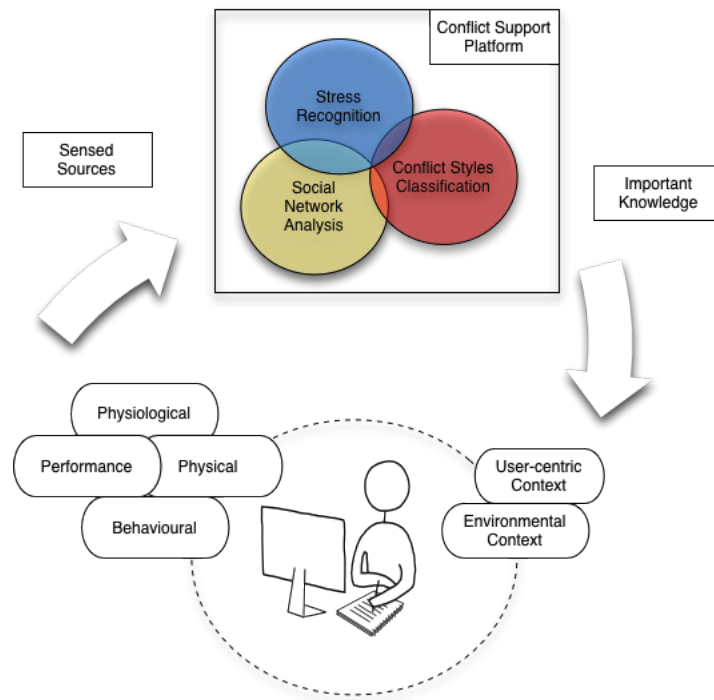 Conflict Support
Platform
Stress
Recognition
Sensed
Sources
Conflict Styles
Classification
Social
Network
Analysis
Important
Knowledge
Physiological
Performance
Physical
Behavioural
User-centric
Context
Environmental
Context